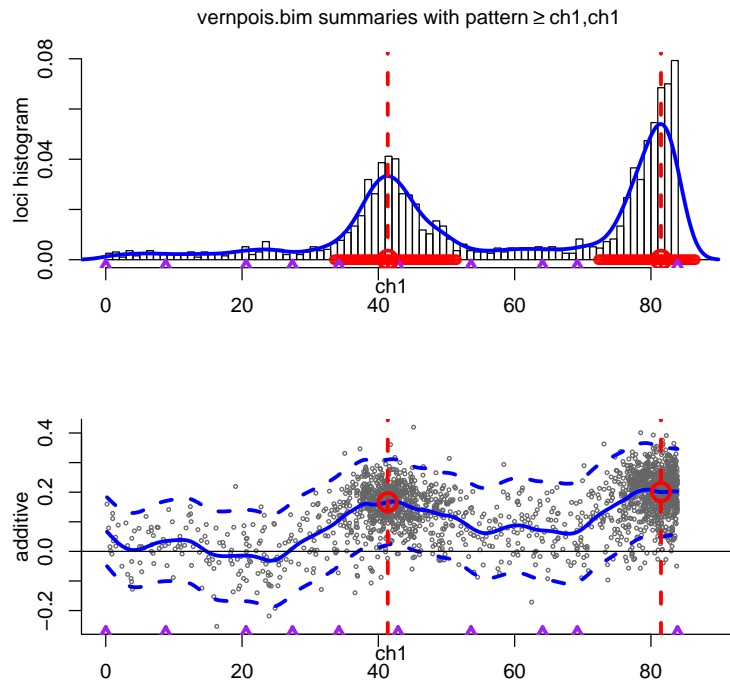 vernpois.bim summaries with pattern ≥ ch1,ch1
loci histogram
0.08
0.04
0.00
ch1
0 20 40 60 80
additive
0.4
0.2
0.0
−0.2
ch1
0 20 40 60 80